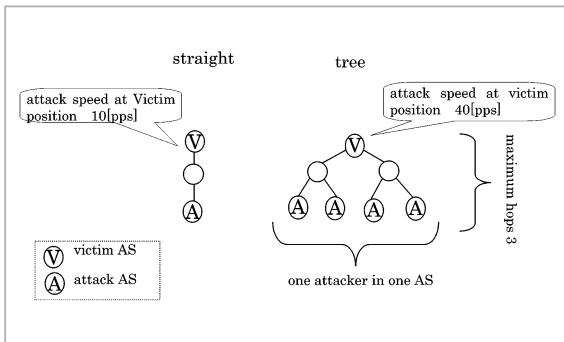 straight
tree
attack speed at Victim
position 10[pps]
attack speed at victim
position 40[pps]
V
V
A
A
A
A
A
maximum hops 3
one attacker in one AS
V victim AS
A attack AS